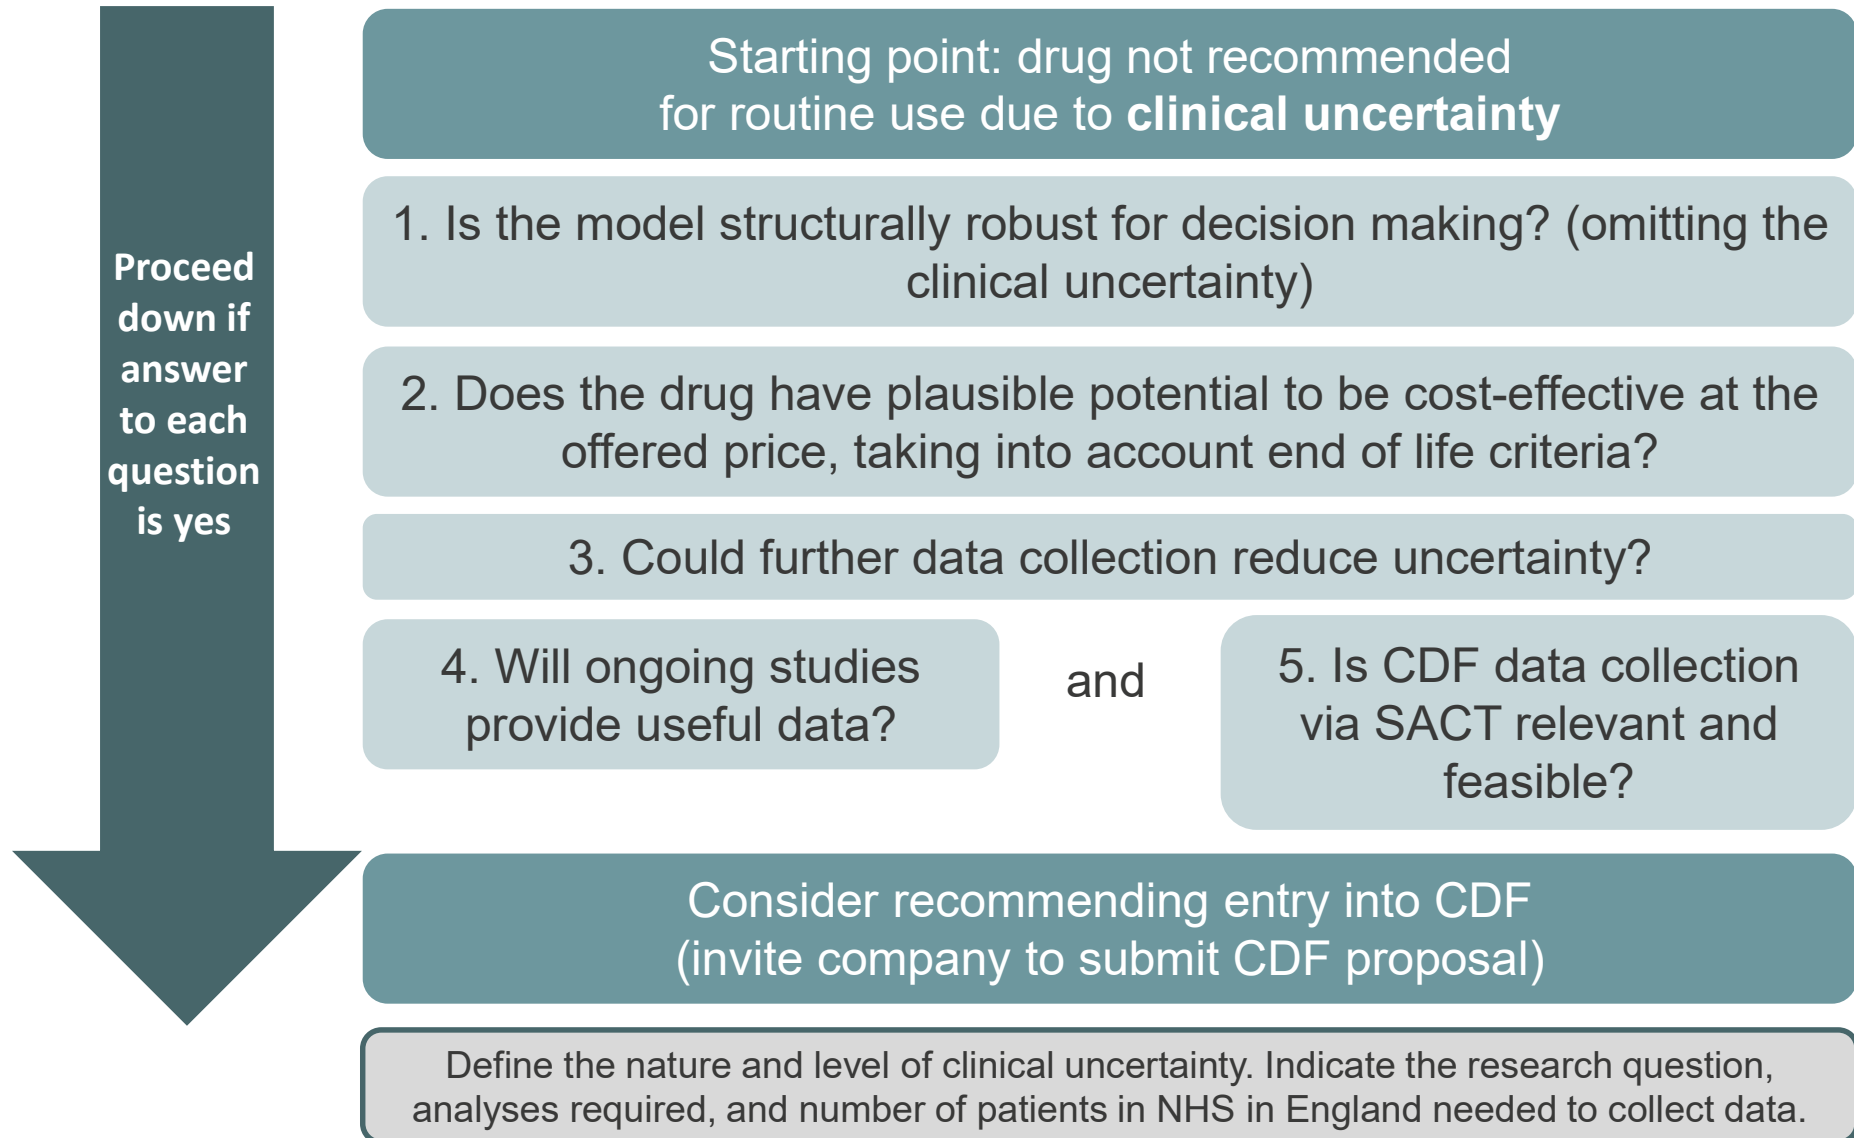 Starting point: drug not recommended
for routine use due to clinical uncertainty
Proceed
down if
answer
to each
question
is yes
1. Is the model structurally robust for decision making? (omitting the
clinical uncertainty)
2. Does the drug have plausible potential to be cost-effective at the
offered price, taking into account end of life criteria?
3. Could further data collection reduce uncertainty?
4. Will ongoing studies
provide useful data?
and
5. Is CDF data collection
via SACT relevant and
feasible?
Consider recommending entry into CDF
(invite company to submit CDF proposal)
Define the nature and level of clinical uncertainty. Indicate the research question,
analyses required, and number of patients in NHS in England needed to collect data.